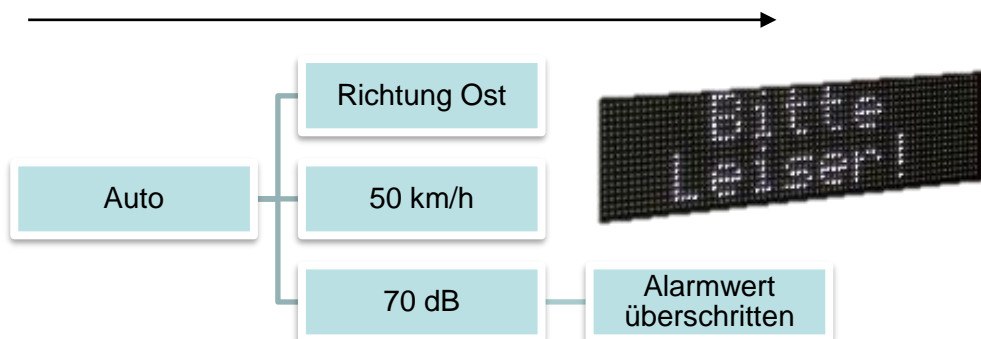 Richtung Ost
Bitte
Leiser!
Auto
50 km/h
70 dB
Alarmwert
überschritten